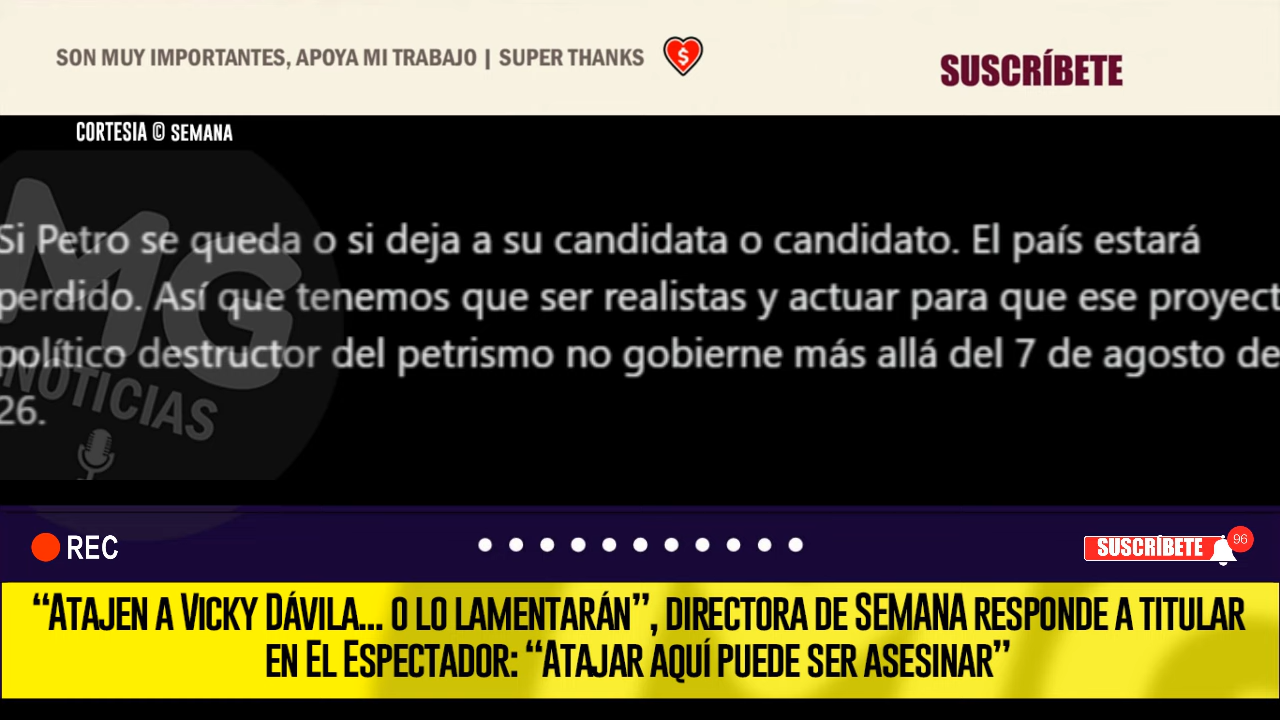 SON MUY IMPORTANTES, APOYA MI TRABAJO | SUPER THANKS $
SUSCRÍBETE
CORTESIA © SEMANA
Si Petro se queda o si deja a su candidata o candidato. El país estará
perdido. Así que tenemos que ser realistas y actuar para que ese proyect
político destructor del petrismo no gobierne más allá del 7 de agosto de
26.
MG
NOTICIAS
REC
SUSCRÍBETE 96
“ATAJEN A VICKY DÁVILA... O LO LAMENTARÁN”, DIRECTORA DE SEMANA RESPONDE A TITULAR
EN EL ESPECTADOR: “ATAJAR AQUÍ PUEDE SER ASESINAR”